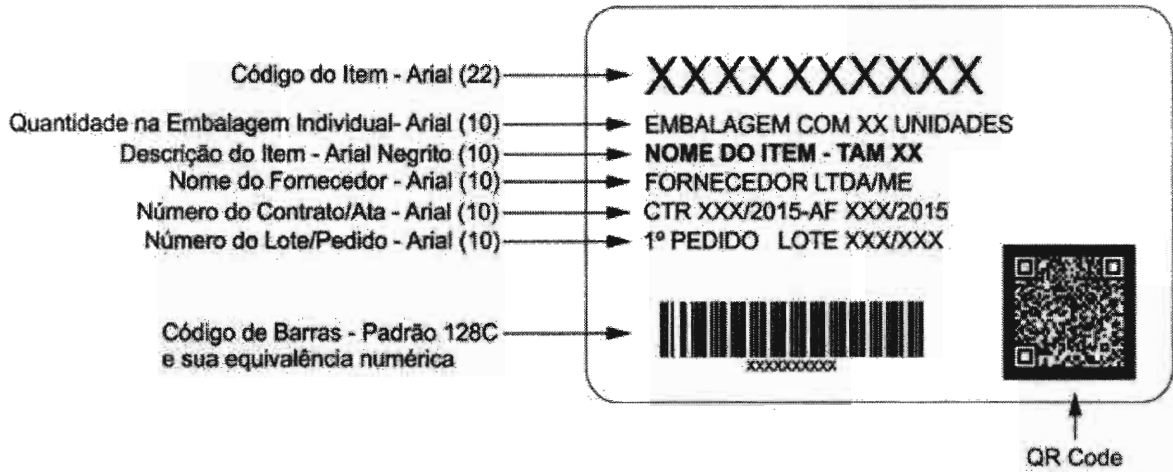 Código do Item - Arial (22)
XXXXXXXXXX
Quantidade na Embalagem Individual- Arial (10)
EMBALAGEM COM XX UNIDADES
Descrição do Item - Arial Negrito (10)
NOME DO ITEM - TAM XX
Nome do Fornecedor - Arial (10)
FORNECEDOR LTDA/ME
Número do Contrato/Ata - Arial (10)
CTR XXX/2015-AF XXX/2015
Número do Lote/Pedido - Arial (10)
1º PEDIDO LOTE XXX/XXX
Código de Barras - Padrão 128C
e sua equivalência numérica
XXXXXXXXXX
QR Code